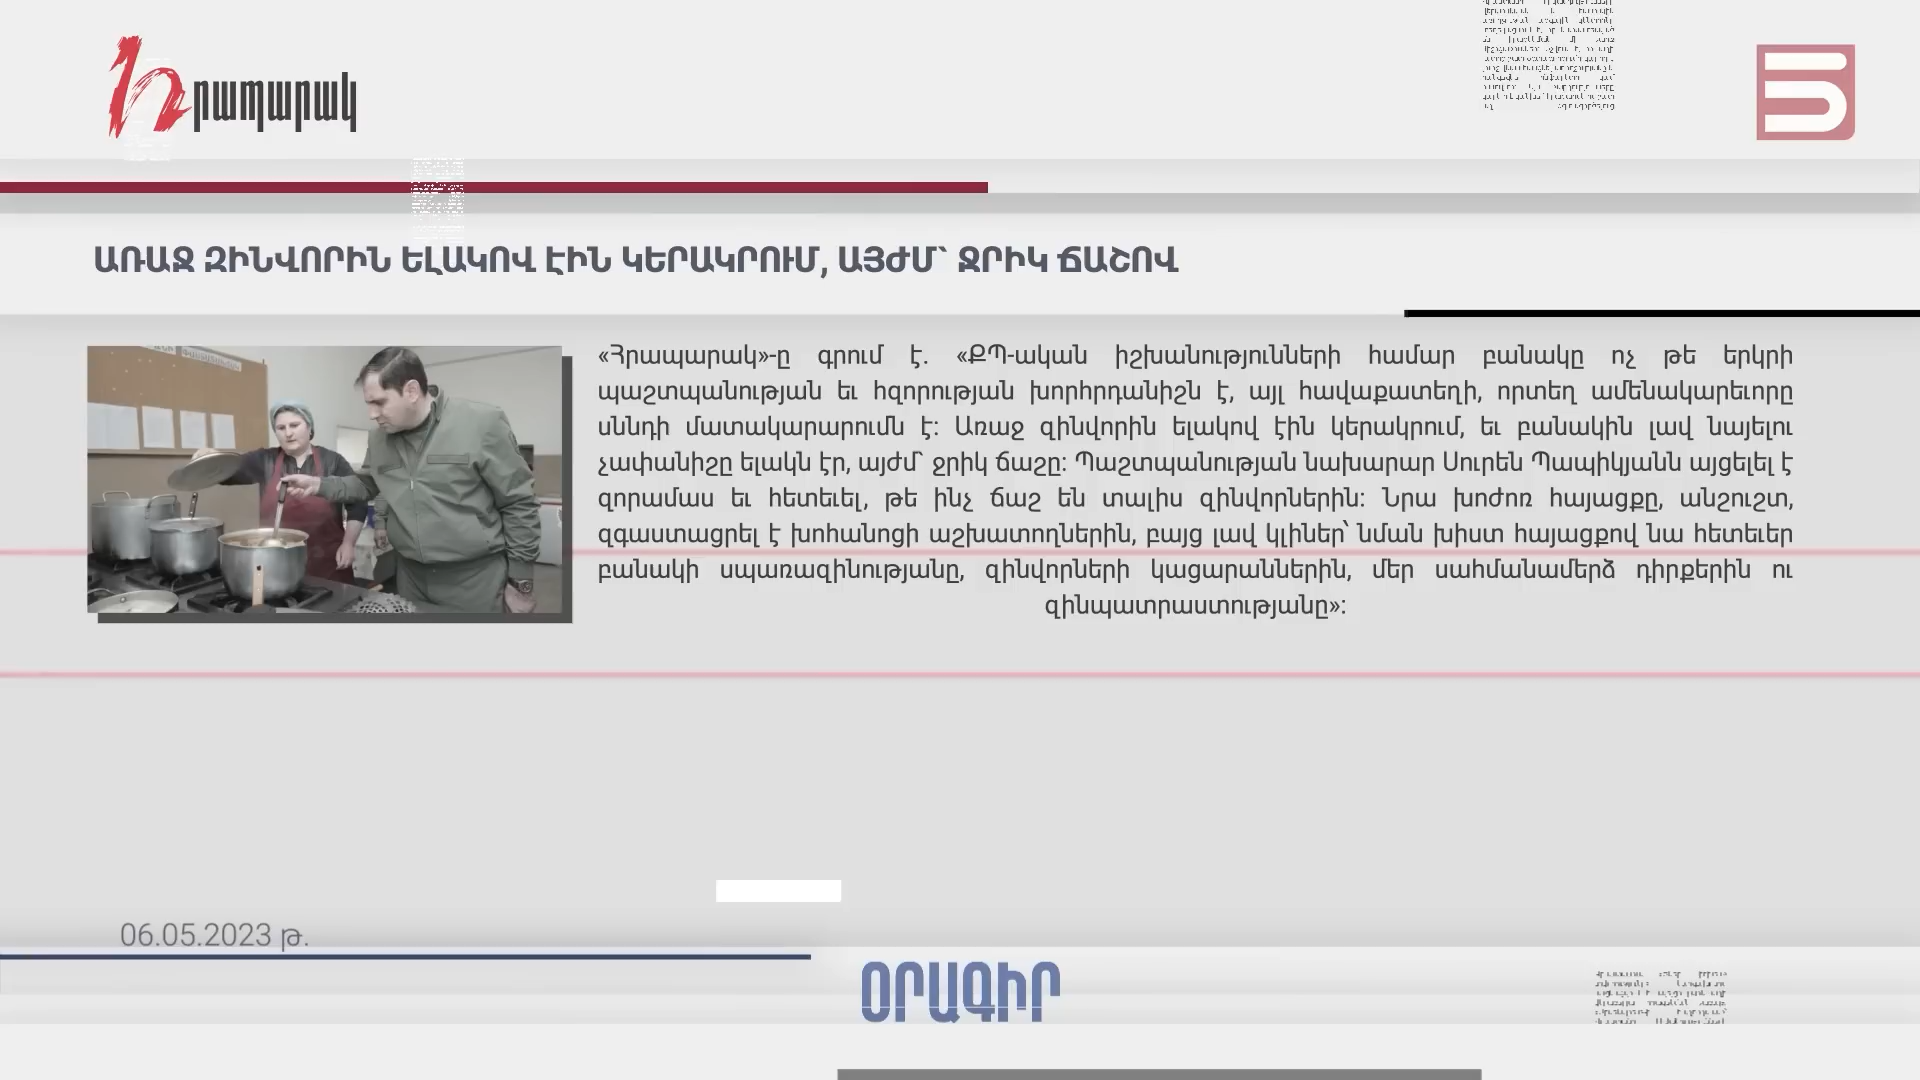 Հրապարակ
ԱՌԱՋ ԶԻՆՎՈՐԻՆ ԵԼԱԿՈՎ ԷԻՆ ԿԵՐԱԿՐՈՒՄ, ԱՅԺՄ՝ ՋՐԻԿ ՃԱՇՈՎ
«Հրապարակ»-ը գրում է. «ՔՊ-ական իշխանությունների համար բանակը ոչ թե երկրի
պաշտպանության եւ հզորության խորհրդանիշն է, այլ հավաքատեղի, որտեղ ամենակարեւորը
սննդի մատակարարումն է: Առաջ զինվորին ելակով էին կերակրում, եւ բանակին լավ նայելու
չափանիշը ելակն էր, այժմ՝ ջրիկ ճաշը: Պաշտպանության նախարար Սուրեն Պապիկյանն այցելել է
զորամաս եւ հետեւել, թե ինչ ճաշ են տալիս զինվորներին: Նրա խոժոռ հայացքը, անշուշտ,
զգաստացրել է խոհանոցի աշխատողներին, բայց լավ կլիներ՝ նման խիստ հայացքով նա հետեւեր
բանակի սպառազինությանը, զինվորների կացարաններին, մեր սահմանամերձ դիրքերին ու
զինպատրաստությանը»:
06.05.2023 թ.
ՕՐԱԳԻՐ